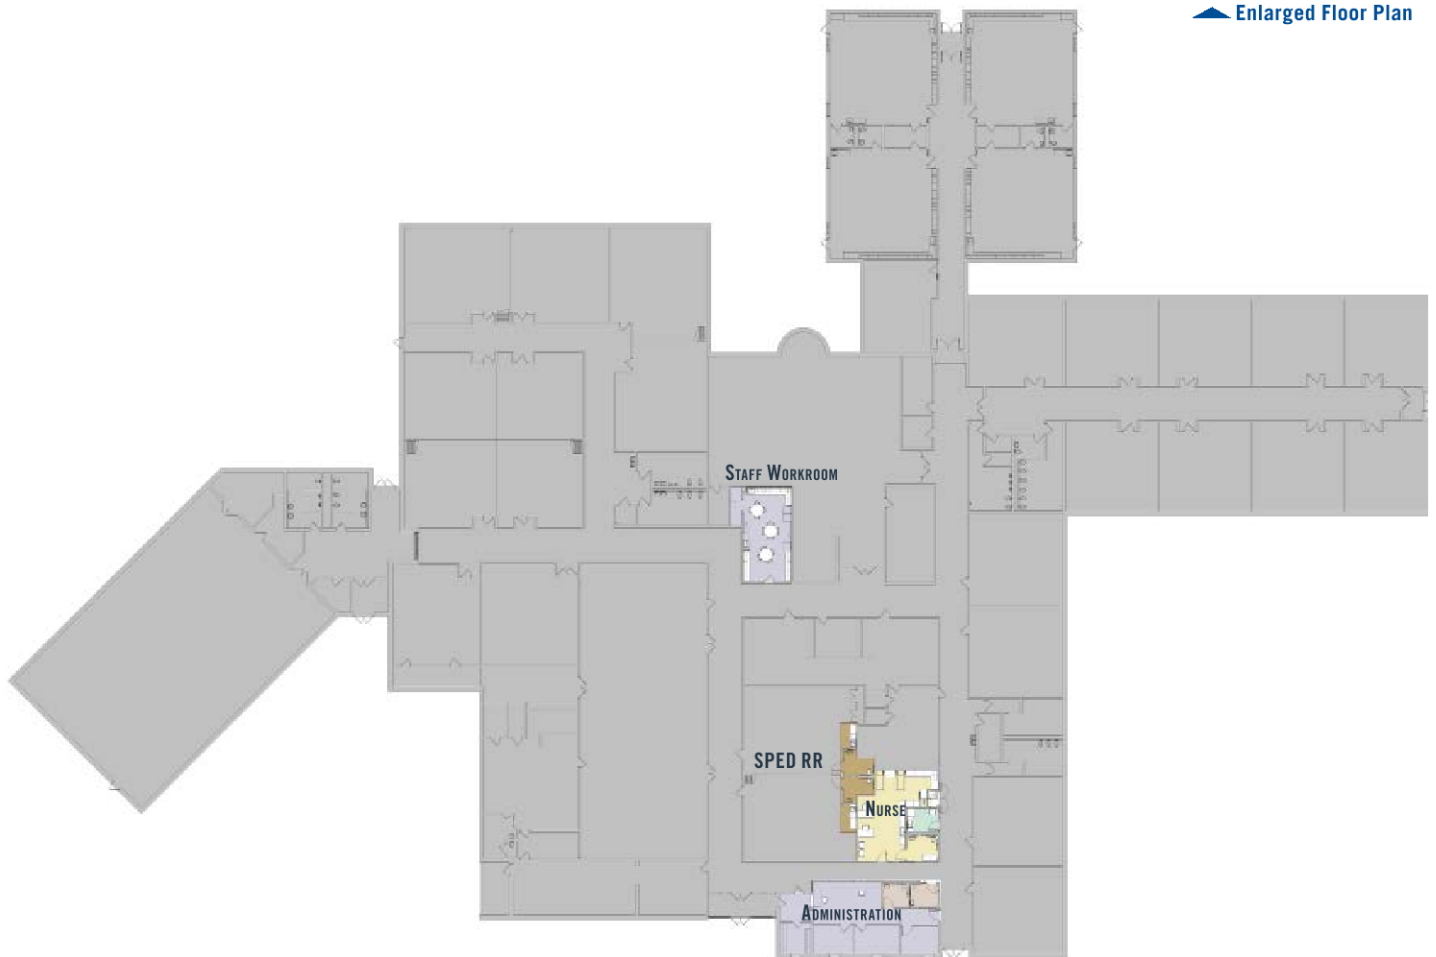 Enlarged Floor Plan
STAFF WORKROOM
SPED RR
NURSE
ADMINISTRATION